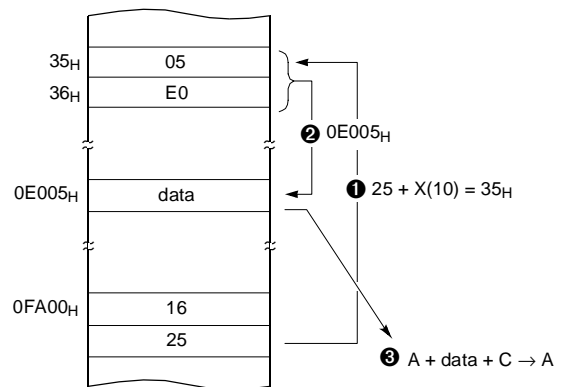 35H 05
36H E0
❷ 0E005H
0E005H data
❶ 25 + X(10) = 35H
0FA00H 16
25
❸ A + data + C → A